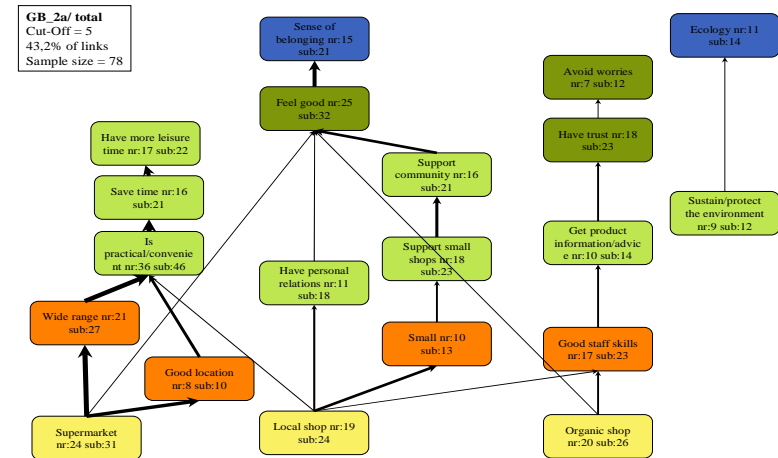 GB_2a/ total
Cut-Off = 5
43,2% of links
Sample size = 78
Sense of
belonging nr:15
sub:21
Ecology nr:11
sub:14
Avoid worries
nr:7 sub:12
Feel good nr:25
sub:32
Have trust nr:18
sub:23
Have more leisure
time nr:17 sub:22
Support
community nr:16
sub:21
Save time nr:16
sub:21
Sustain/protect
the environment
nr:9 sub:12
Is
practical/convenie
nt nr:36 sub:46
Support small
shops nr:18
sub:23
Get product
information/advic
e nr:10 sub:14
Have personal
relations nr:11
sub:18
Wide range nr:21
sub:27
Small nr:10
sub:13
Good staff skills
nr:17 sub:23
Good location
nr:8 sub:10
Supermarket
nr:24 sub:31
Local shop nr:19
sub:24
Organic shop
nr:20 sub:26